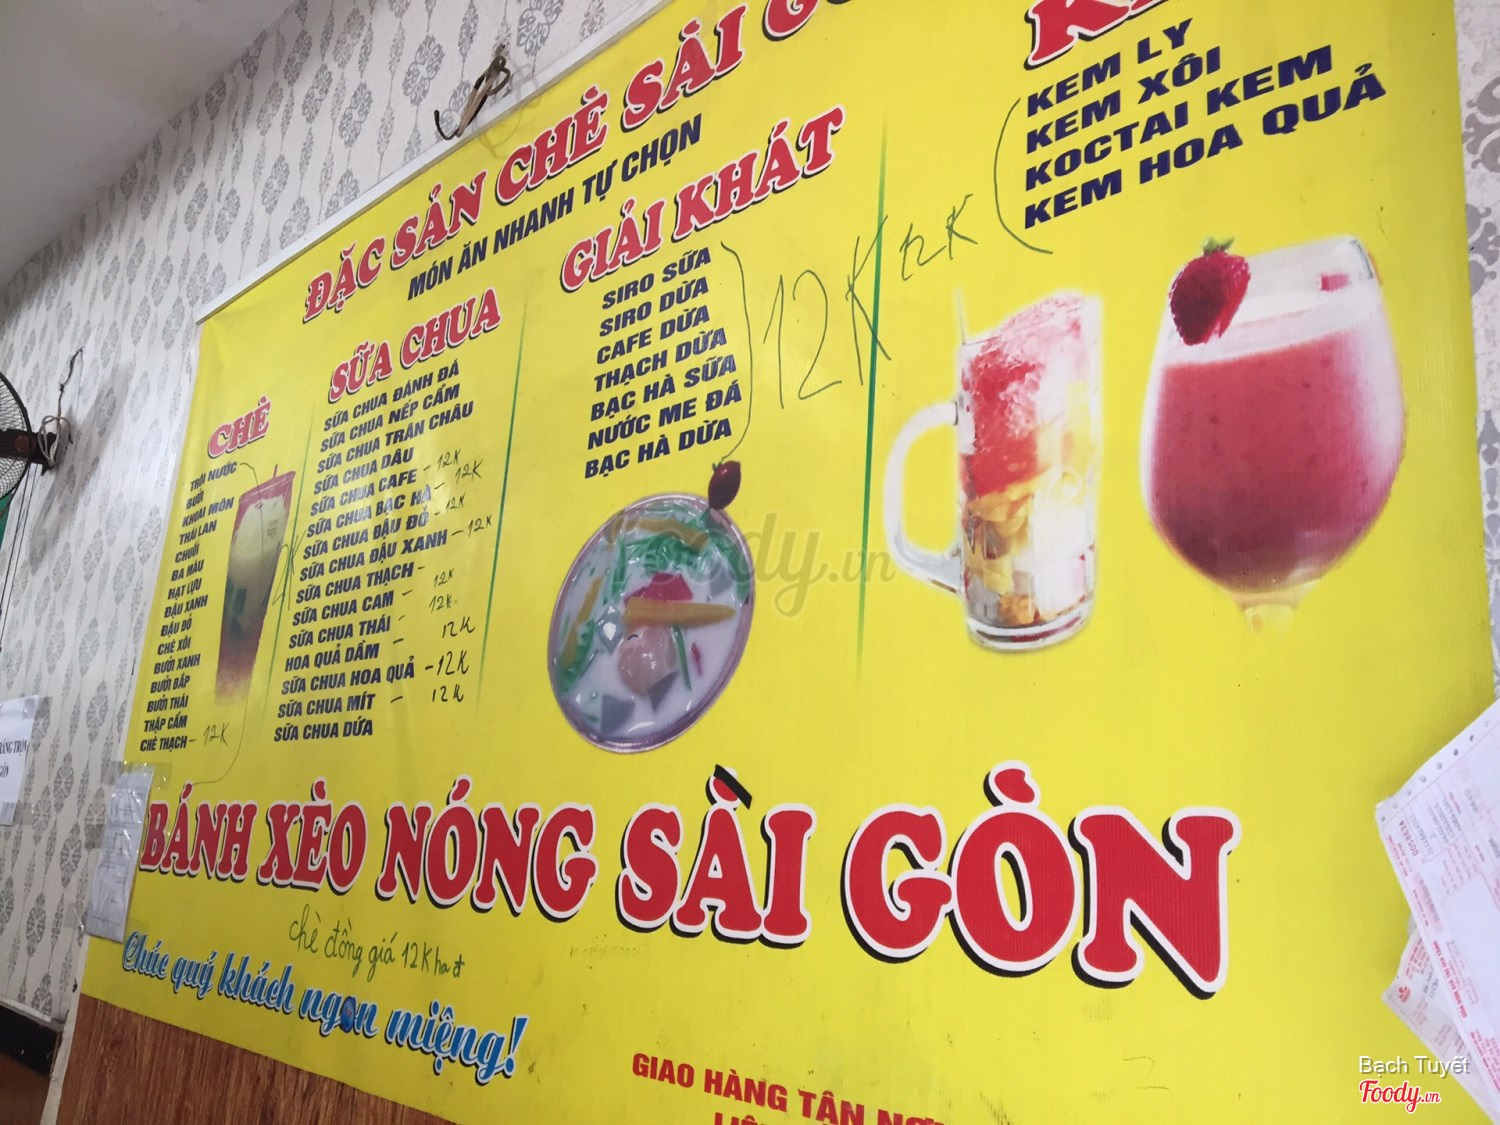 ĐẶC SẢN CHÈ SÀI G
MÓN ĂN NHANH TỰ CHỌN
CHÈ
TRÔI NƯỚC
BƯỞI
KHOAI MÔN
THÁI LAN
CHUỐI
BA MÀU
HẠT LỰU
ĐẬU XANH
ĐẬU ĐỎ
CHÈ XÔI
BƯỞI XANH
BƯỞI BẮP
BƯỞI THÁI
THẬP CẨM
CHÈ THẠCH - 12K
SỮA CHUA
SỮA CHUA ĐÁNH ĐÁ
SỮA CHUA NẾP CẨM
SỮA CHUA TRÂN CHÂU
SỮA CHUA DÂU
SỮA CHUA CAFE - 12K
SỮA CHUA BẠC HÀ - 12K
SỮA CHUA ĐẬU ĐỎ - 12K
SỮA CHUA ĐẬU XANH - 12K
SỮA CHUA THẠCH -
SỮA CHUA CAM - 12K
SỮA CHUA THÁI - 12K
HOA QUẢ DẦM - 12K
SỮA CHUA HOA QUẢ - 12K
SỮA CHUA MÍT - 12K
SỮA CHUA DỨA
GIẢI KHÁT
SIRO SỮA
SIRO DỪA
CAFE DỪA
THẠCH DỪA
BẠC HÀ SỮA
NƯỚC ME ĐÁ
BẠC HÀ DỪA
12K
12K
KEM LY
KEM XÔI
KOCTAI KEM
KEM HOA QUẢ
BÁNH XÈO NÓNG SÀI GÒN
chè đồng giá 12K hết
Chúc quý khách ngon miệng!
GIAO HÀNG TẬN NƠ
foody.vn
Bạch Tuyết
Foody.vn